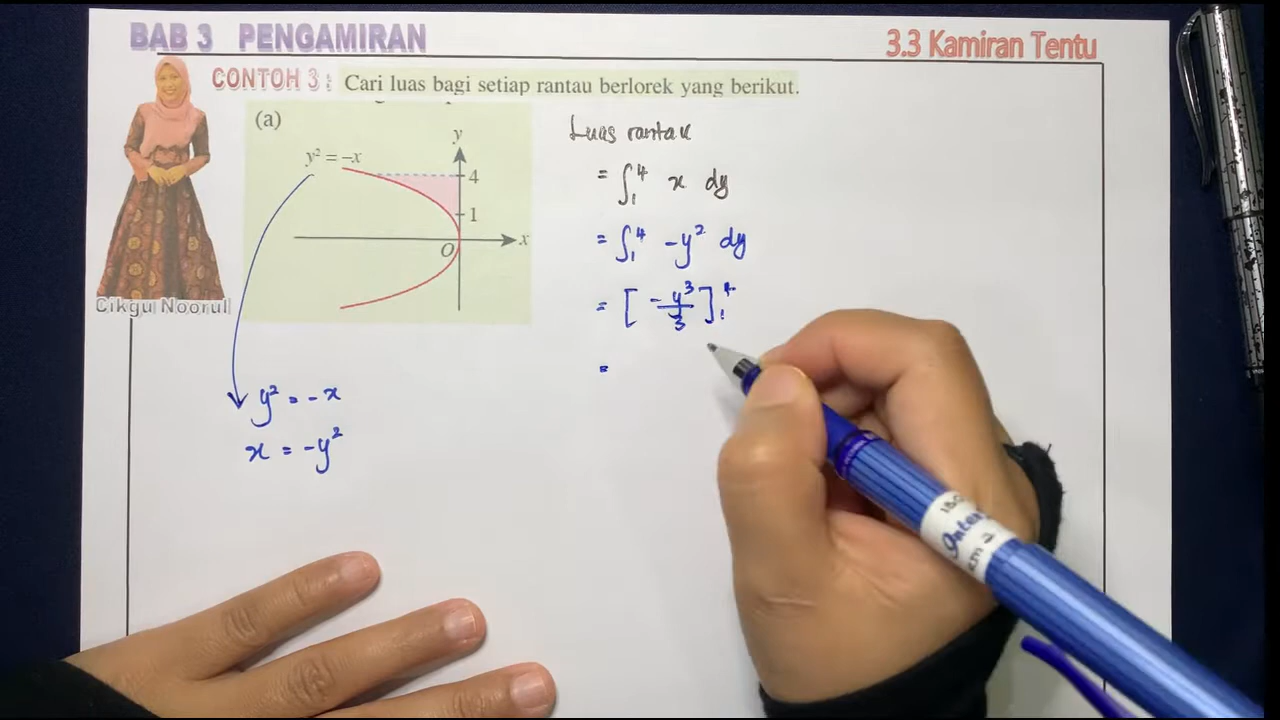 BAB 3 PENGAMIRAN
3.3 Kamiran Tentu
CONTOH 3 : Cari luas bagi setiap rantau berlorek yang berikut.
Cikgu Noorul
(a)
y² = –x
y
4
1
O
x
y² = -x
x = -y²
Luas rantau
= ∫₁⁴ x dy
= ∫₁⁴ -y² dy
= [ -y³/3 ]₁⁴
=